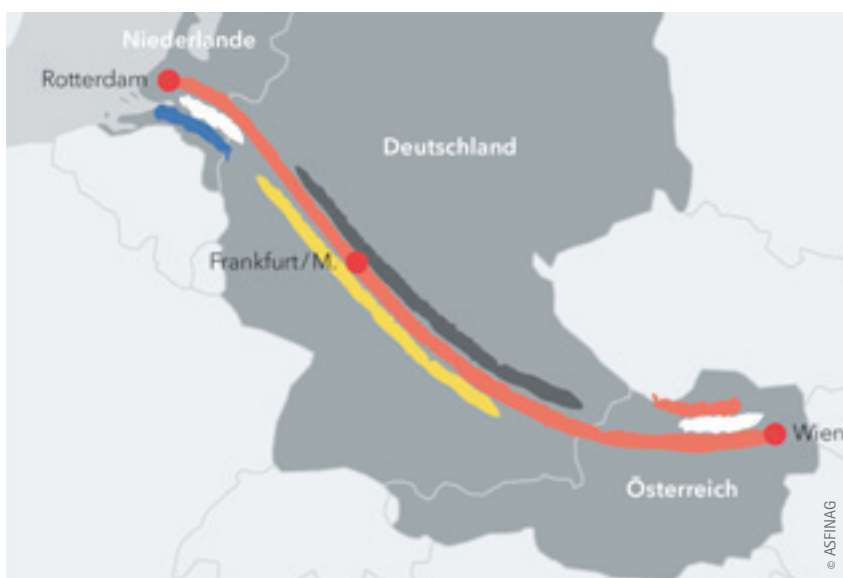 Niederlande
Rotterdam
Deutschland
Frankfurt/M.
Wien
Österreich
© ASFINAG